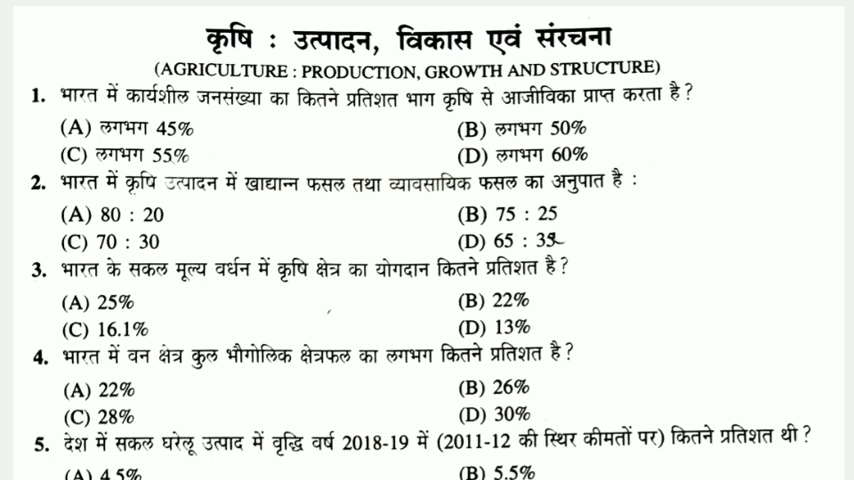 कृषि : उत्पादन, विकास एवं संरचना
(AGRICULTURE : PRODUCTION, GROWTH AND STRUCTURE)
1. भारत में कार्यशील जनसंख्या का कितने प्रतिशत भाग कृषि से आजीविका प्राप्त करता है?
(A) लगभग 45% (B) लगभग 50%
(C) लगभग 55% (D) लगभग 60%
2. भारत में कृषि उत्पादन में खाद्यान्न फसल तथा व्यावसायिक फसल का अनुपात है :
(A) 80 : 20 (B) 75 : 25
(C) 70 : 30 (D) 65 : 35
3. भारत के सकल मूल्य वर्धन में कृषि क्षेत्र का योगदान कितने प्रतिशत है?
(A) 25% (B) 22%
(C) 16.1% (D) 13%
4. भारत में वन क्षेत्र कुल भौगोलिक क्षेत्रफल का लगभग कितने प्रतिशत है?
(A) 22% (B) 26%
(C) 28% (D) 30%
5. देश में सकल घरेलू उत्पाद में वृद्धि वर्ष 2018-19 में (2011-12 की स्थिर कीमतों पर) कितने प्रतिशत थी?
(A) 4.5% (B) 5.5%